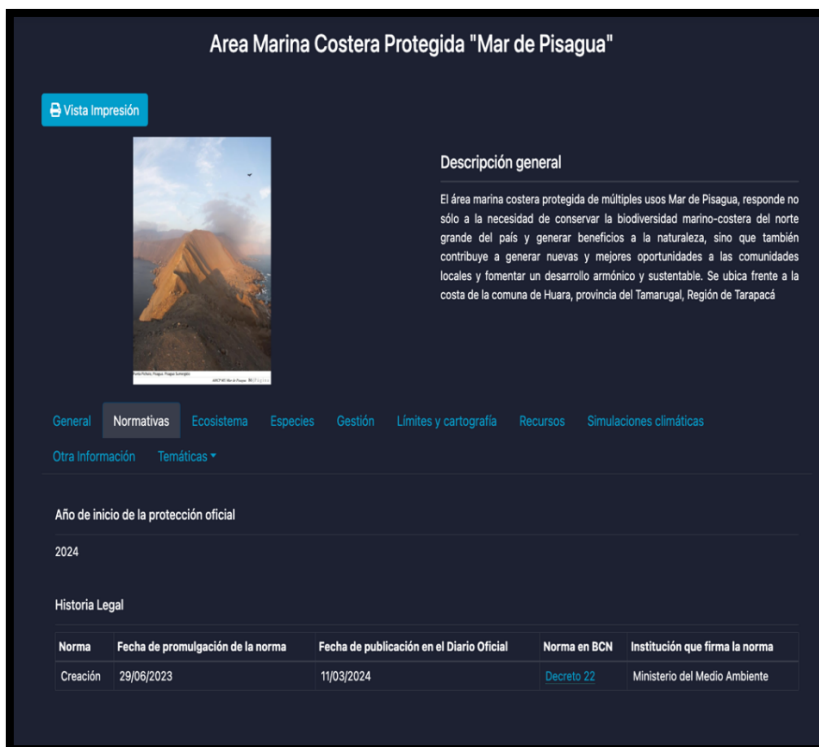 Area Marina Costera Protegida "Mar de Pisagua"
Vista Impresión
Descripción general
El área marina costera protegida de múltiples usos Mar de Pisagua, responde no
sólo a la necesidad de conservar la biodiversidad marino-costera del norte
grande del país y generar beneficios a la naturaleza, sino que también
contribuye a generar nuevas y mejores oportunidades a las comunidades
locales y fomentar un desarrollo armónico y sustentable. Se ubica frente a la
costa de la comuna de Huara, provincia del Tamarugal, Región de Tarapacá
General Normativas Ecosistema Especies Gestión Límites y cartografía Recursos Simulaciones climáticas
Otra Información Temáticas
Año de inicio de la protección oficial
2024
Historia Legal
Norma Fecha de promulgación de la norma Fecha de publicación en el Diario Oficial Norma en BCN Institución que firma la norma
Creación 29/06/2023 11/03/2024 Decreto 22 Ministerio del Medio Ambiente